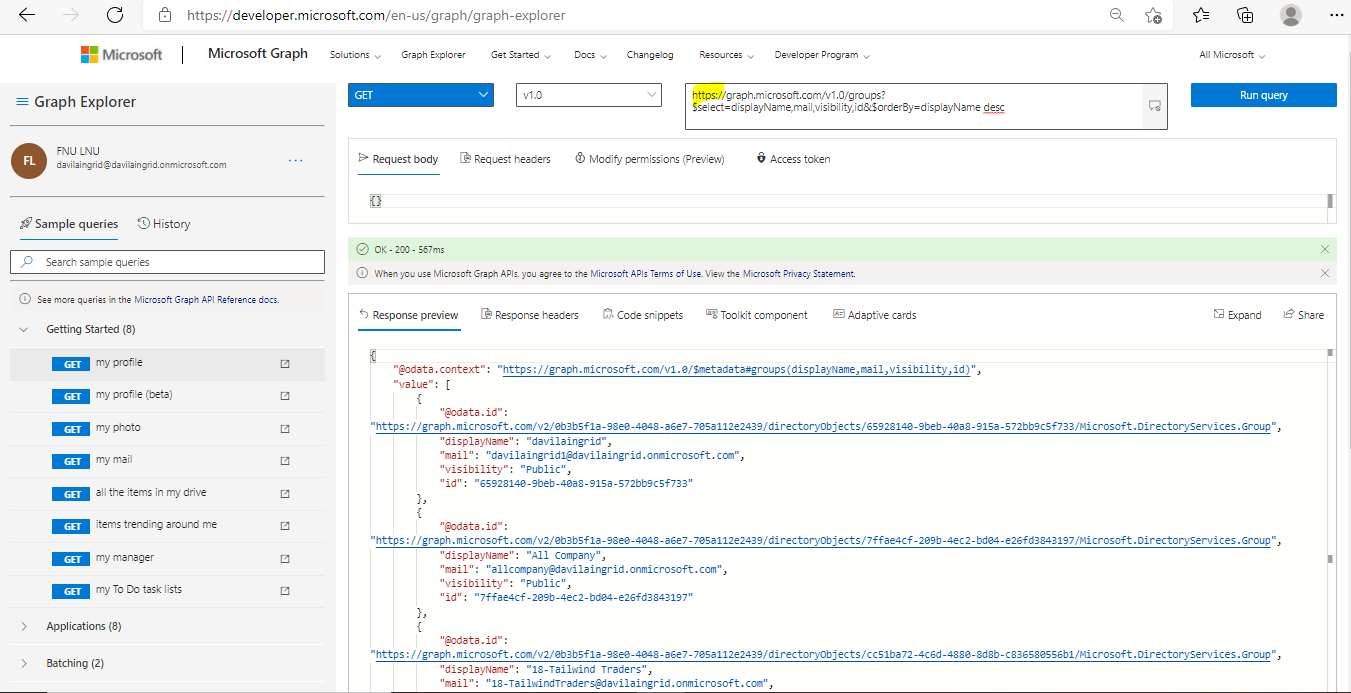 https://developer.microsoft.com/en-us/graph/graph-explorer
Microsoft
Microsoft Graph
Solutions
Graph Explorer
Get Started
Docs
Changelog
Resources
Developer Program
All Microsoft
Graph Explorer
FL
FNU LNU
davilaingrid@davilaingrid.onmicrosoft.com
...
Sample queries
History
Search sample queries
See more queries in the Microsoft Graph API Reference docs.
Getting Started (8)
GET my profile
GET my profile (beta)
GET my photo
GET my mail
GET all the items in my drive
GET items trending around me
GET my manager
GET my To Do task lists
Applications (8)
Batching (2)
GET
v1.0
https://graph.microsoft.com/v1.0/groups?
$select=displayName,mail,visibility,id&$orderBy=displayName desc
Run query
Request body
Request headers
Modify permissions (Preview)
Access token
{}
OK - 200 - 567ms
When you use Microsoft Graph APIs, you agree to the Microsoft APIs Terms of Use. View the Microsoft Privacy Statement.
Response preview
Response headers
Code snippets
Toolkit component
Adaptive cards
Expand
Share
{
"@odata.context": "https://graph.microsoft.com/v1.0/$metadata#groups(displayName,mail,visibility,id)",
"value": [
{
"@odata.id":
"https://graph.microsoft.com/v2/0b3b5f1a-98e0-4048-a6e7-705a112e2439/directoryObjects/65928140-9beb-40a8-915a-572bb9c5f733/Microsoft.DirectoryServices.Group",
"displayName": "davilaingrid",
"mail": "davilaingrid1@davilaingrid.onmicrosoft.com",
"visibility": "Public",
"id": "65928140-9beb-40a8-915a-572bb9c5f733"
},
{
"@odata.id":
"https://graph.microsoft.com/v2/0b3b5f1a-98e0-4048-a6e7-705a112e2439/directoryObjects/7ffae4cf-209b-4ec2-bd04-e26fd3843197/Microsoft.DirectoryServices.Group",
"displayName": "All Company",
"mail": "allcompany@davilaingrid.onmicrosoft.com",
"visibility": "Public",
"id": "7ffae4cf-209b-4ec2-bd04-e26fd3843197"
},
{
"@odata.id":
"https://graph.microsoft.com/v2/0b3b5f1a-98e0-4048-a6e7-705a112e2439/directoryObjects/cc51ba72-4c6d-4880-8d8b-c836580556b1/Microsoft.DirectoryServices.Group",
"displayName": "18-Tailwind Traders",
"mail": "18-TailwindTraders@davilaingrid.onmicrosoft.com",